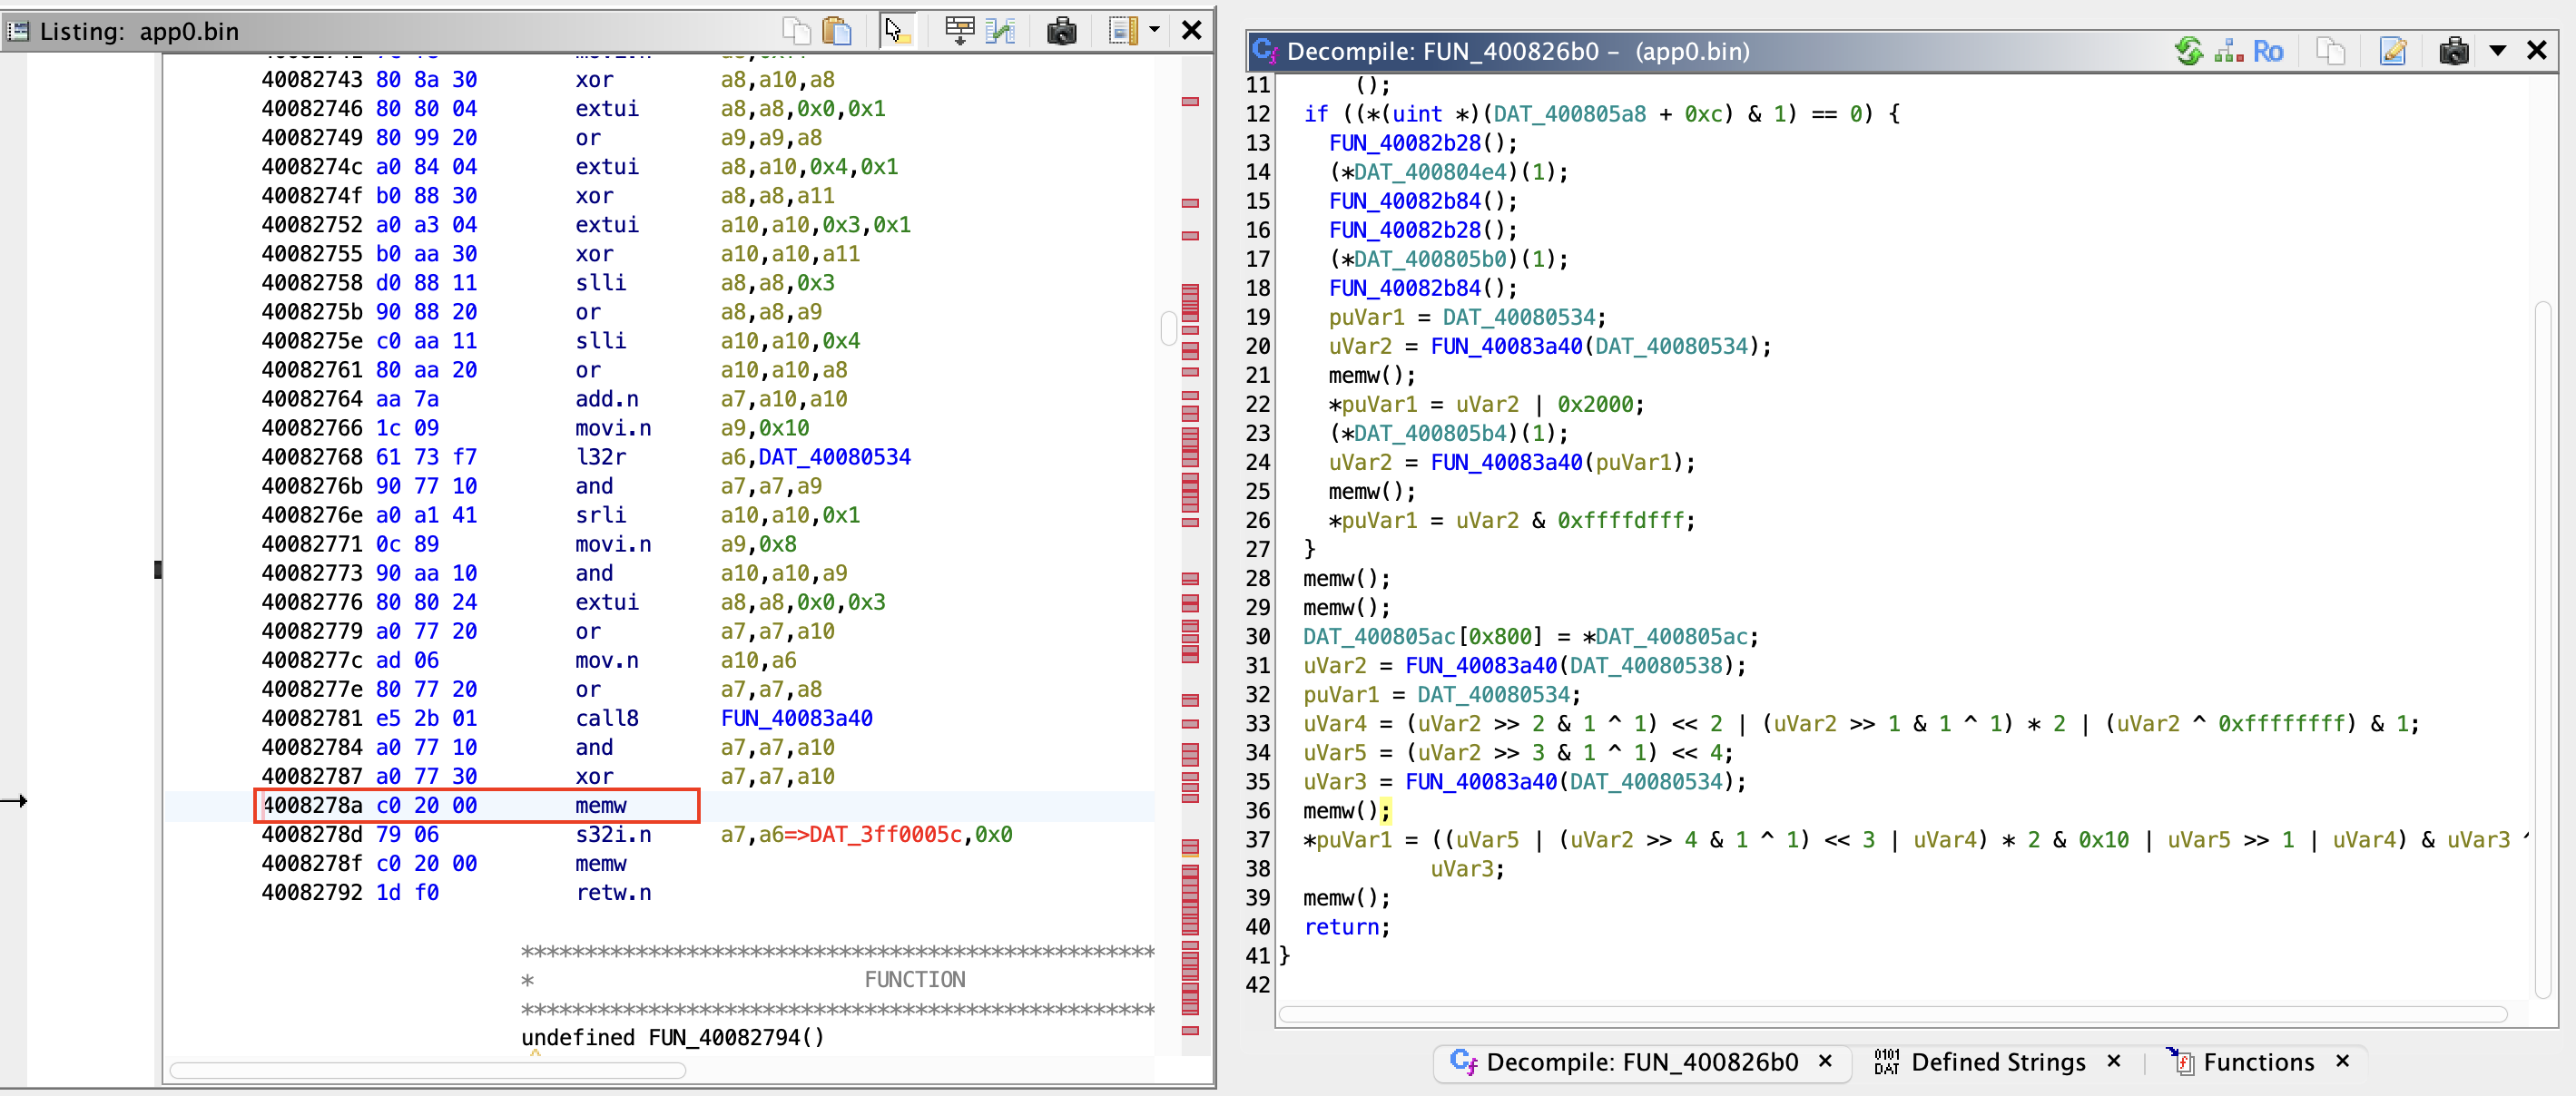 Listing: app0.bin
40082743 80 8a 30 xor a8,a10,a8
40082746 80 80 04 extui a8,a8,0x0,0x1
40082749 80 99 20 or a9,a9,a8
4008274c a0 84 04 extui a8,a10,0x4,0x1
4008274f b0 88 30 xor a8,a8,a11
40082752 a0 a3 04 extui a10,a10,0x3,0x1
40082755 b0 aa 30 xor a10,a10,a11
40082758 d0 88 11 slli a8,a8,0x3
4008275b 90 88 20 or a8,a8,a9
4008275e c0 aa 11 slli a10,a10,0x4
40082761 80 aa 20 or a10,a10,a8
40082764 aa 7a add.n a7,a10,a10
40082766 1c 09 movi.n a9,0x10
40082768 61 73 f7 l32r a6,DAT_40080534
4008276b 90 77 10 and a7,a7,a9
4008276e a0 a1 41 srli a10,a10,0x1
40082771 0c 89 movi.n a9,0x8
40082773 90 aa 10 and a10,a10,a9
40082776 80 80 24 extui a8,a8,0x0,0x3
40082779 a0 77 20 or a7,a7,a10
4008277c ad 06 mov.n a10,a6
4008277e 80 77 20 or a7,a7,a8
40082781 e5 2b 01 call8 FUN_40083a40
40082784 a0 77 10 and a7,a7,a10
40082787 a0 77 30 xor a7,a7,a10
4008278a c0 20 00 memw
4008278d 79 06 s32i.n a7,a6=>DAT_3ff0005c,0x0
4008278f c0 20 00 memw
40082792 1d f0 retw.n
**************************************************
* FUNCTION
**************************************************
undefined FUN_40082794()
Decompile: FUN_400826b0 – (app0.bin)
Ro
11 ();
12 if ((*(uint *)(DAT_400805a8 + 0xc) & 1) == 0) {
13 FUN_40082b28();
14 (*DAT_400804e4)(1);
15 FUN_40082b84();
16 FUN_40082b28();
17 (*DAT_400805b0)(1);
18 FUN_40082b84();
19 puVar1 = DAT_40080534;
20 uVar2 = FUN_40083a40(DAT_40080534);
21 memw();
22 *puVar1 = uVar2 | 0x2000;
23 (*DAT_400805b4)(1);
24 uVar2 = FUN_40083a40(puVar1);
25 memw();
26 *puVar1 = uVar2 & 0xffffdfff;
27 }
28 memw();
29 memw();
30 DAT_400805ac[0x800] = *DAT_400805ac;
31 uVar2 = FUN_40083a40(DAT_40080538);
32 puVar1 = DAT_40080534;
33 uVar4 = (uVar2 >> 2 & 1 ^ 1) << 2 | (uVar2 >> 1 & 1 ^ 1) * 2 | (uVar2 ^ 0xffffffff) & 1;
34 uVar5 = (uVar2 >> 3 & 1 ^ 1) << 4;
35 uVar3 = FUN_40083a40(DAT_40080534);
36 memw();
37 *puVar1 = ((uVar5 | (uVar2 >> 4 & 1 ^ 1) << 3 | uVar4) * 2 & 0x10 | uVar5 >> 1 | uVar4) & uVar3 ^
38 uVar3;
39 memw();
40 return;
41 }
42
Decompile: FUN_400826b0 × 0101 DAT Defined Strings × Functions ×